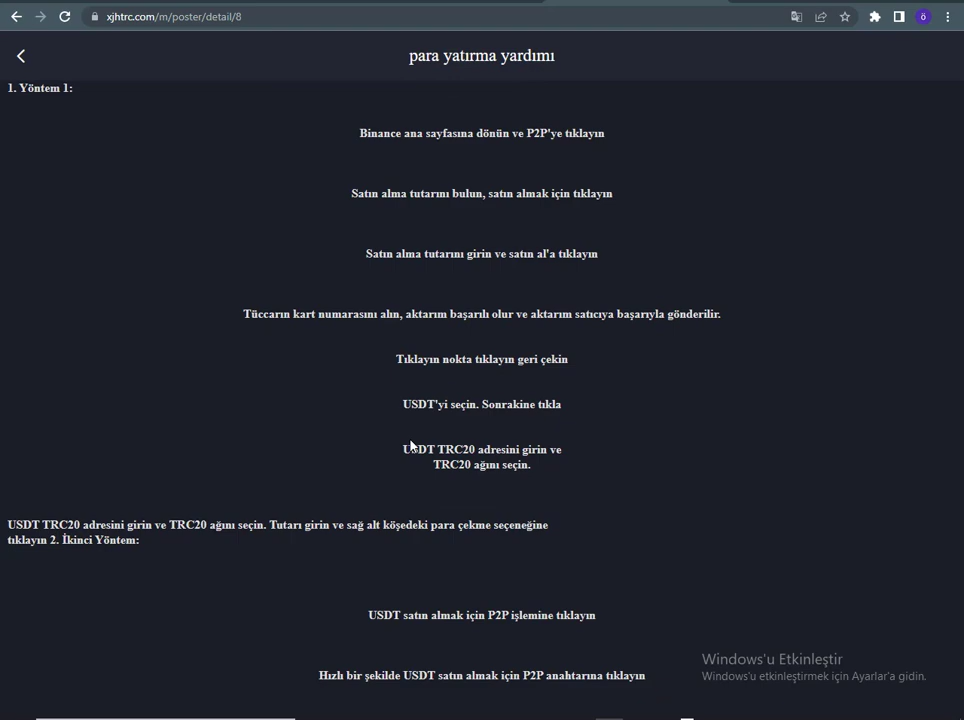 xjhtrc.com/m/poster/detail/8
ö
para yatırma yardımı
1. Yöntem 1:
Binance ana sayfasına dönün ve P2P'ye tıklayın
Satın alma tutarını bulun, satın almak için tıklayın
Satın alma tutarını girin ve satın al'a tıklayın
Tüccarın kart numarasını alın, aktarım başarılı olur ve aktarım satıcıya başarıyla gönderilir.
Tıklayın nokta tıklayın geri çekin
USDT'yi seçin. Sonrakine tıkla
USDT TRC20 adresini girin ve
TRC20 ağını seçin.
USDT TRC20 adresini girin ve TRC20 ağını seçin. Tutarı girin ve sağ alt köşedeki para çekme seçeneğine
tıklayın 2. İkinci Yöntem:
USDT satın almak için P2P işlemine tıklayın
Hızlı bir şekilde USDT satın almak için P2P anahtarına tıklayın
Windows'u Etkinleştir
Windows'u etkinleştirmek için Ayarlar'a gidin.